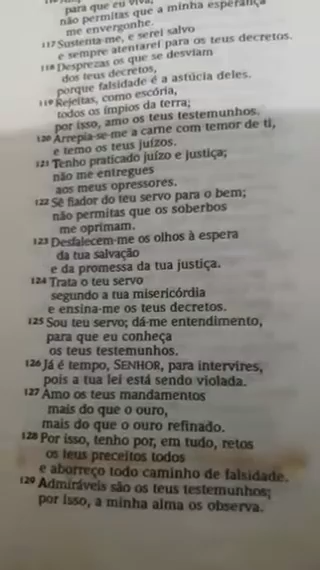 para que eu viva;
não permitas que a minha esperança
me envergonhe.
117 Sustenta-me, e serei salvo
e sempre atentarei para os teus decretos.
118 Desprezas os que se desviam
dos teus decretos,
porque falsidade é a astúcia deles.
119 Rejeitas, como escória,
todos os ímpios da terra;
por isso, amo os teus testemunhos.
120 Arrepia-se-me a carne com temor de ti,
e temo os teus juízos.
121 Tenho praticado juízo e justiça;
não me entregues
aos meus opressores.
122 Sê fiador do teu servo para o bem;
não permitas que os soberbos
me oprimam.
123 Desfalecem-me os olhos à espera
da tua salvação
e da promessa da tua justiça.
124 Trata o teu servo
segundo a tua misericórdia
e ensina-me os teus decretos.
125 Sou teu servo; dá-me entendimento,
para que eu conheça
os teus testemunhos.
126 Já é tempo, SENHOR, para intervires,
pois a tua lei está sendo violada.
127 Amo os teus mandamentos
mais do que o ouro,
mais do que o ouro refinado.
128 Por isso, tenho por, em tudo, retos
os teus preceitos todos
e aborreço todo caminho de falsidade.
129 Admiráveis são os teus testemunhos;
por isso, a minha alma os observa.